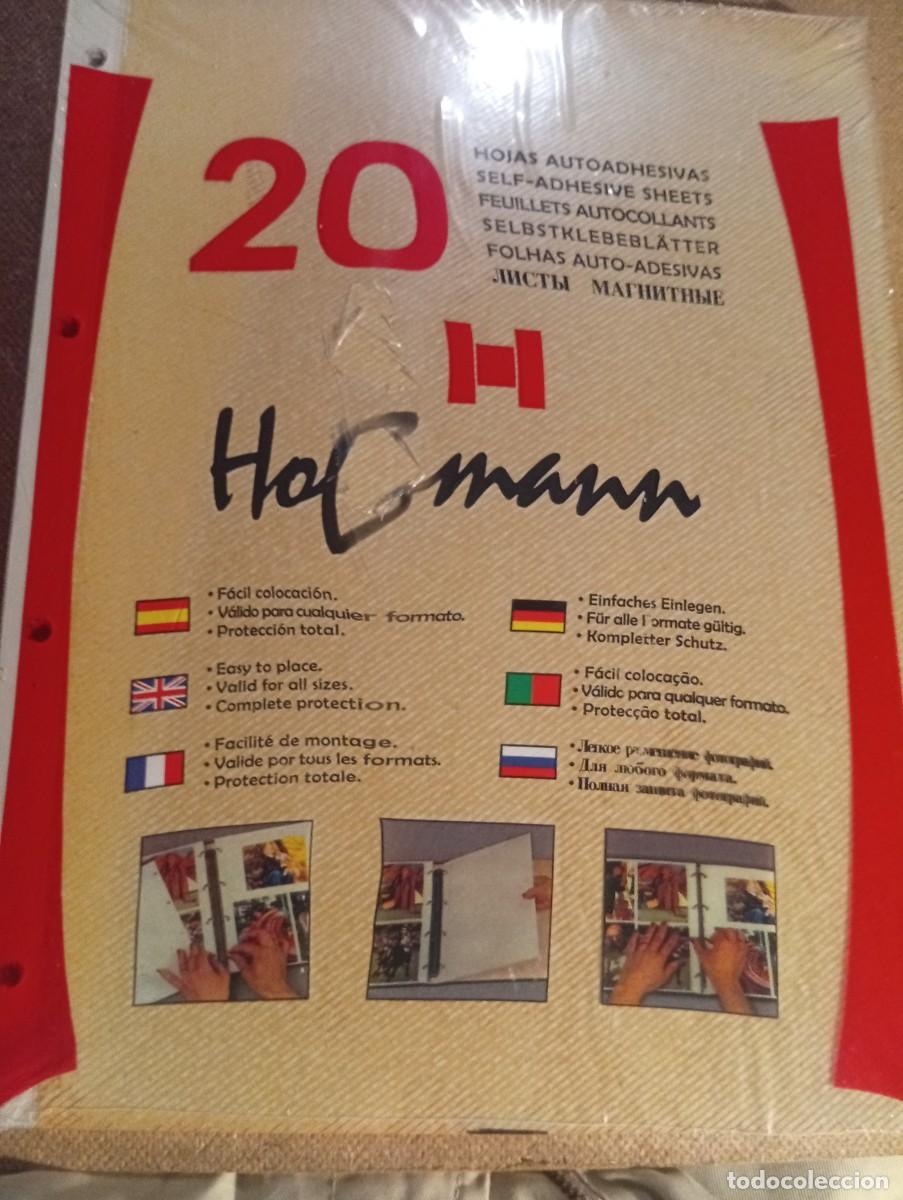 20
HOJAS AUTOADHESIVAS
SELF-ADHESIVE SHEETS
FEUILLETS AUTOCOLLANTS
SELBSTKLEBEBLÄTTER
FOLHAS AUTO-ADESIVAS
ЛИСТЫ МАГНИТНЫЕ
H
Hofmann
• Fácil colocación.
• Válido para cualquier formato.
• Protección total.
• Easy to place.
• Valid for all sizes.
• Complete protection.
• Facilité de montage.
• Valide por tous les formats.
• Protection totale.
• Einfaches Einlegen.
• Für alle Formate gültig.
• Kompletter Schutz.
• Fácil colocação.
• Válido para qualquer formato.
• Protecção total.
• Легкое размещение фотографий.
• Для любого формата.
• Полная защита фотографий.
todocoleccion